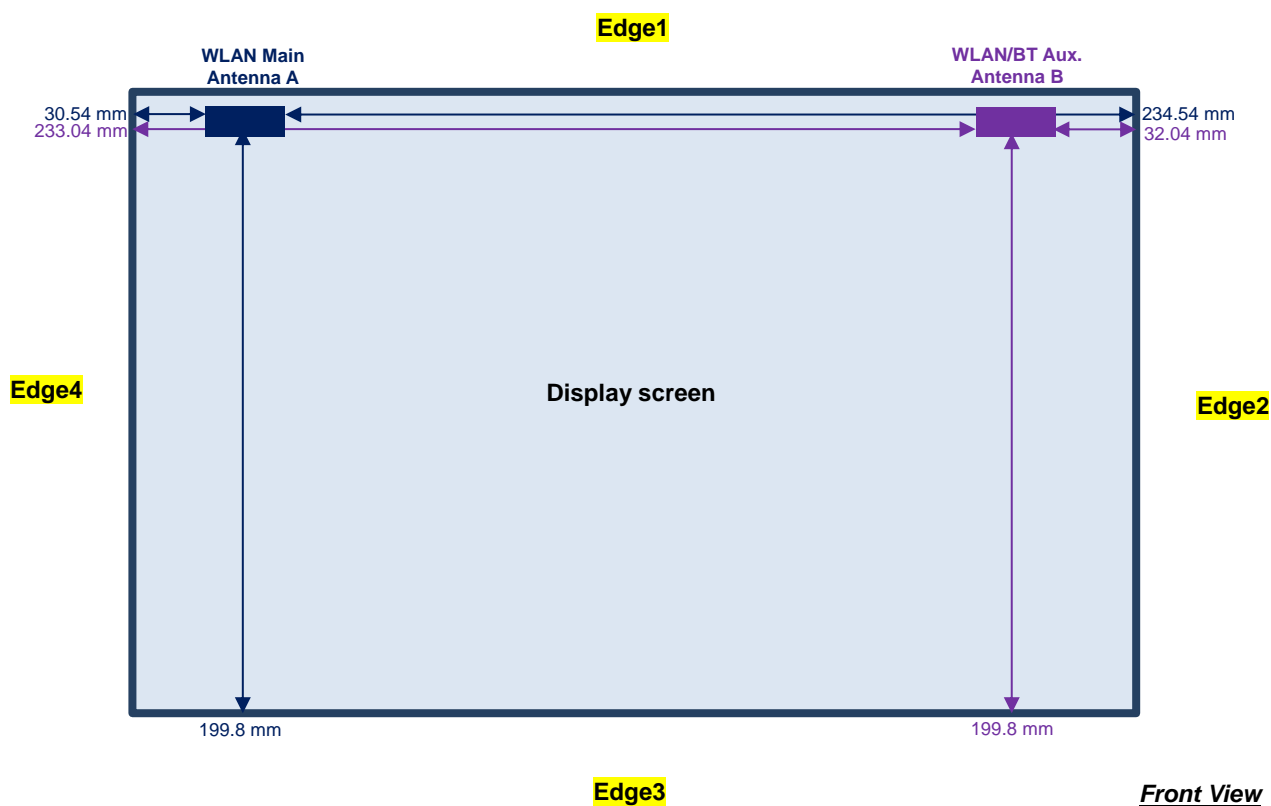 Edge1
WLAN Main
Antenna A
WLAN/BT Aux.
Antenna B
30.54 mm
234.54 mm
233.04 mm
32.04 mm
Edge4
Display screen
Edge2
199.8 mm
199.8 mm
Edge3
Front View